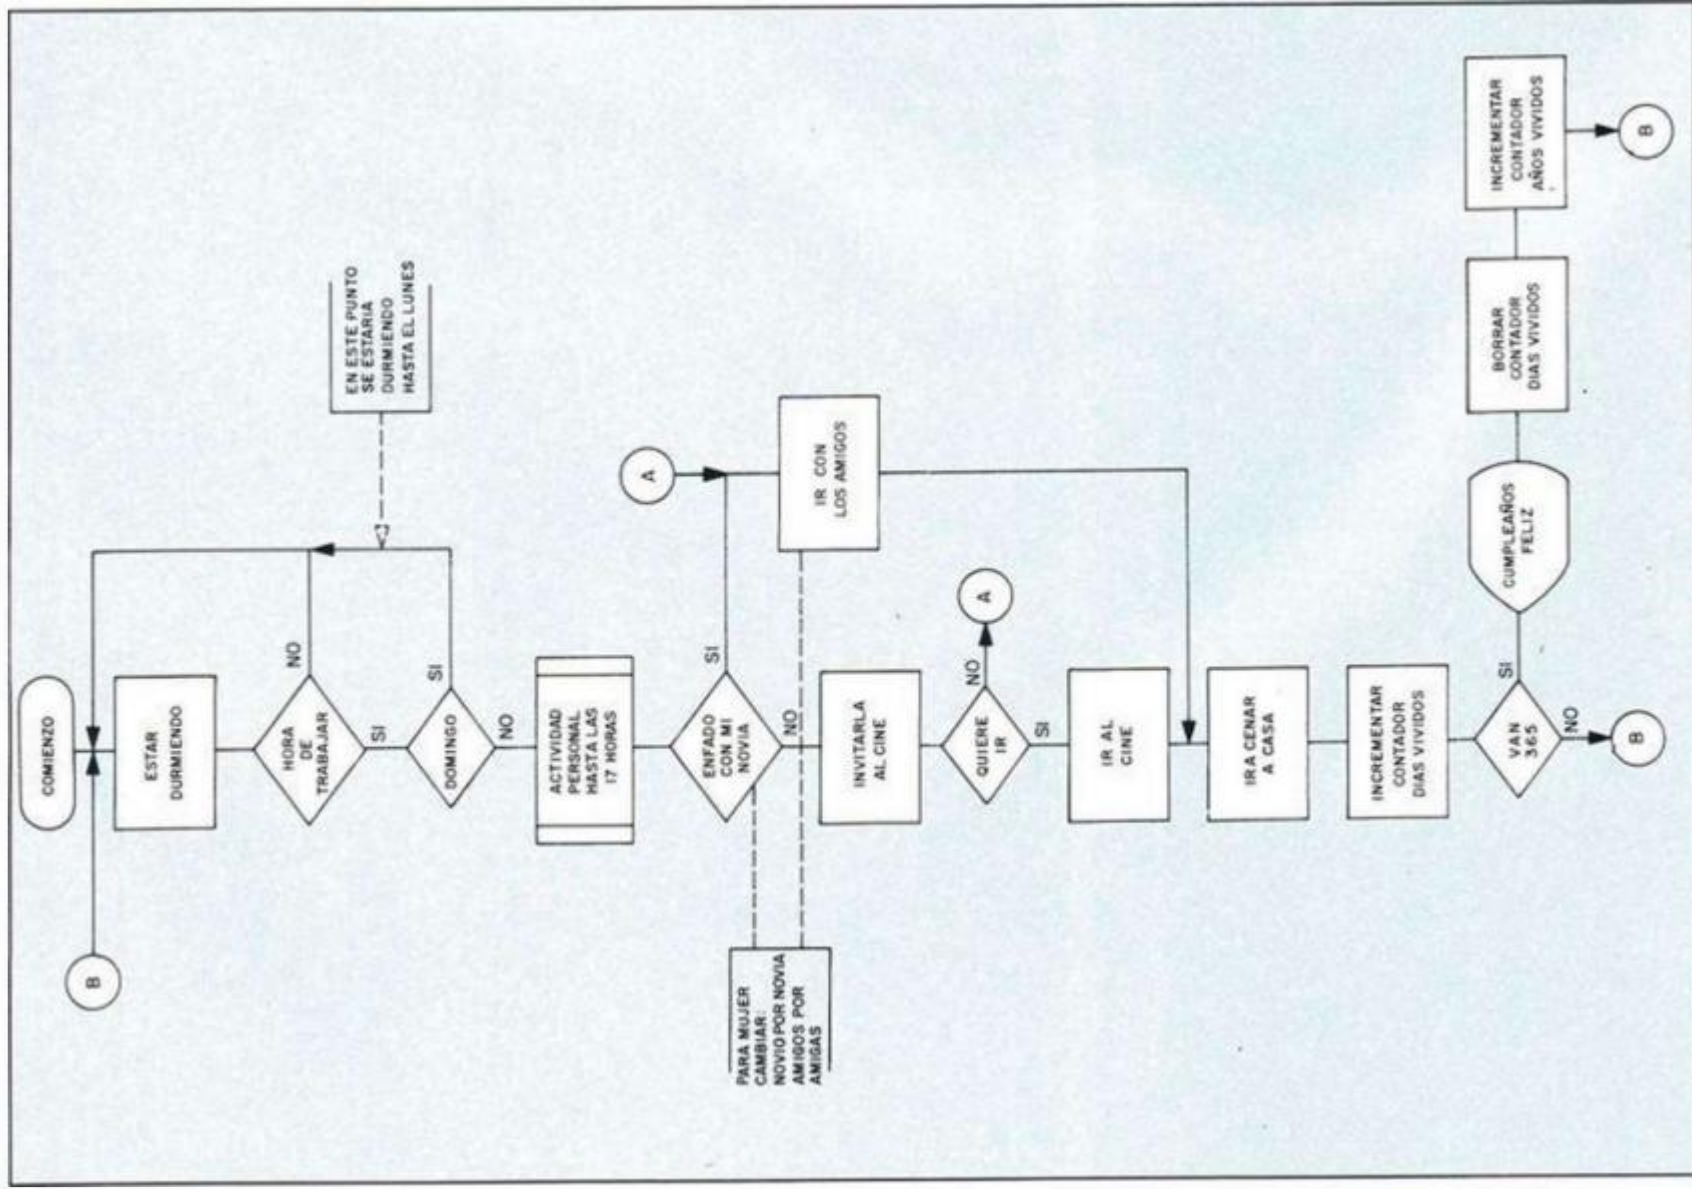 COMIENZO
B
ESTAR
DURMIENDO
HORA
DE
TRABAJAR
NO
SI
DOMINGO
SI
NO
EN ESTE PUNTO
SE ESTARIA
DURMIENDO
HASTA EL LUNES
ACTIVIDAD
PERSONAL
HASTA LAS
17 HORAS
ENFADO
CON MI
NOVIA
SI
NO
A
IR CON
LOS AMIGOS
PARA MUJER
CAMBIAR:
NOVIO POR NOVIA
AMIGOS POR
AMIGAS
INVITARLA
AL CINE
QUIERE
IR
NO
A
SI
IR AL
CINE
IR A CENAR
A CASA
INCREMENTAR
CONTADOR
DIAS VIVIDOS
VAN
365
SI
NO
B
CUMPLEAÑOS
FELIZ
BORRAR
CONTADOR
DIAS VIVIDOS
INCREMENTAR
CONTADOR
AÑOS VIVIDOS
B